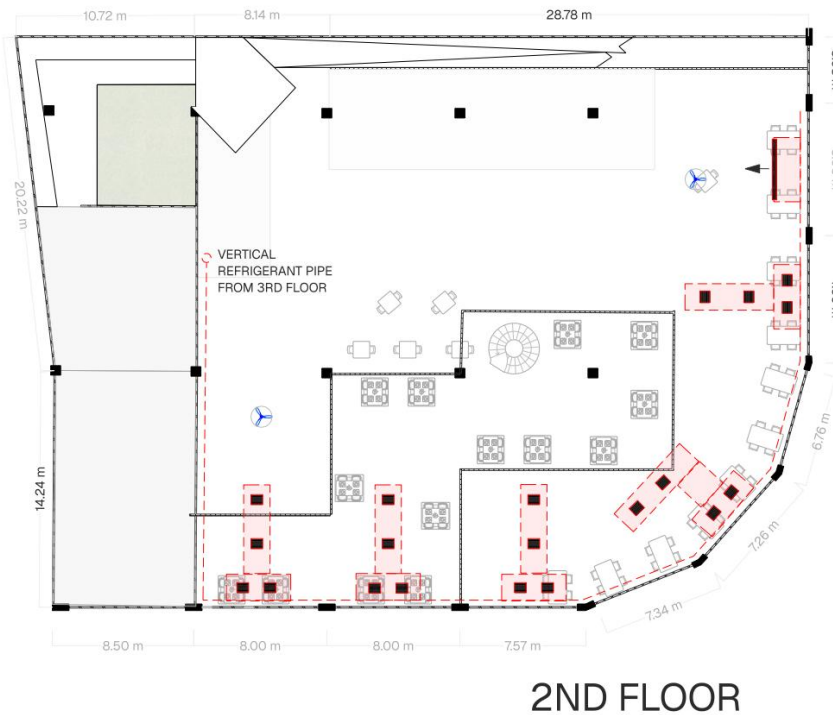 10.72 m
8.14 m
28.78 m
20.22 m
VERTICAL
REFRIGERANT PIPE
FROM 3RD FLOOR
14.24 m
6.76 m
7.26 m
7.34 m
8.50 m
8.00 m
8.00 m
7.57 m
2ND FLOOR